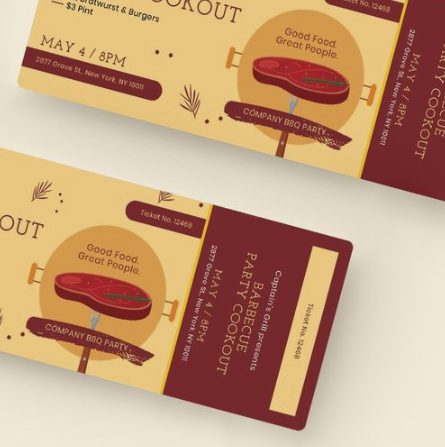 Bratwurst & Burgers
$3 Pint
COOKOUT
MAY 4 / 8PM
2877 Grove St., New York, NY 10011
Good Food.
Great People.
COMPANY BBQ PARTY
Ticket No. 12468
MAY 4 / 8PM
2877 Grove St., New York, NY 10011
COOKOUT
OUT
Good Food.
Great People.
COMPANY BBQ PARTY
Ticket No. 12468
Captain's Grill presents
BARBECUE
PARTY COOKOUT
MAY 4 / 8PM
2877 Grove St., New York, NY 10011
Ticket No. 12468